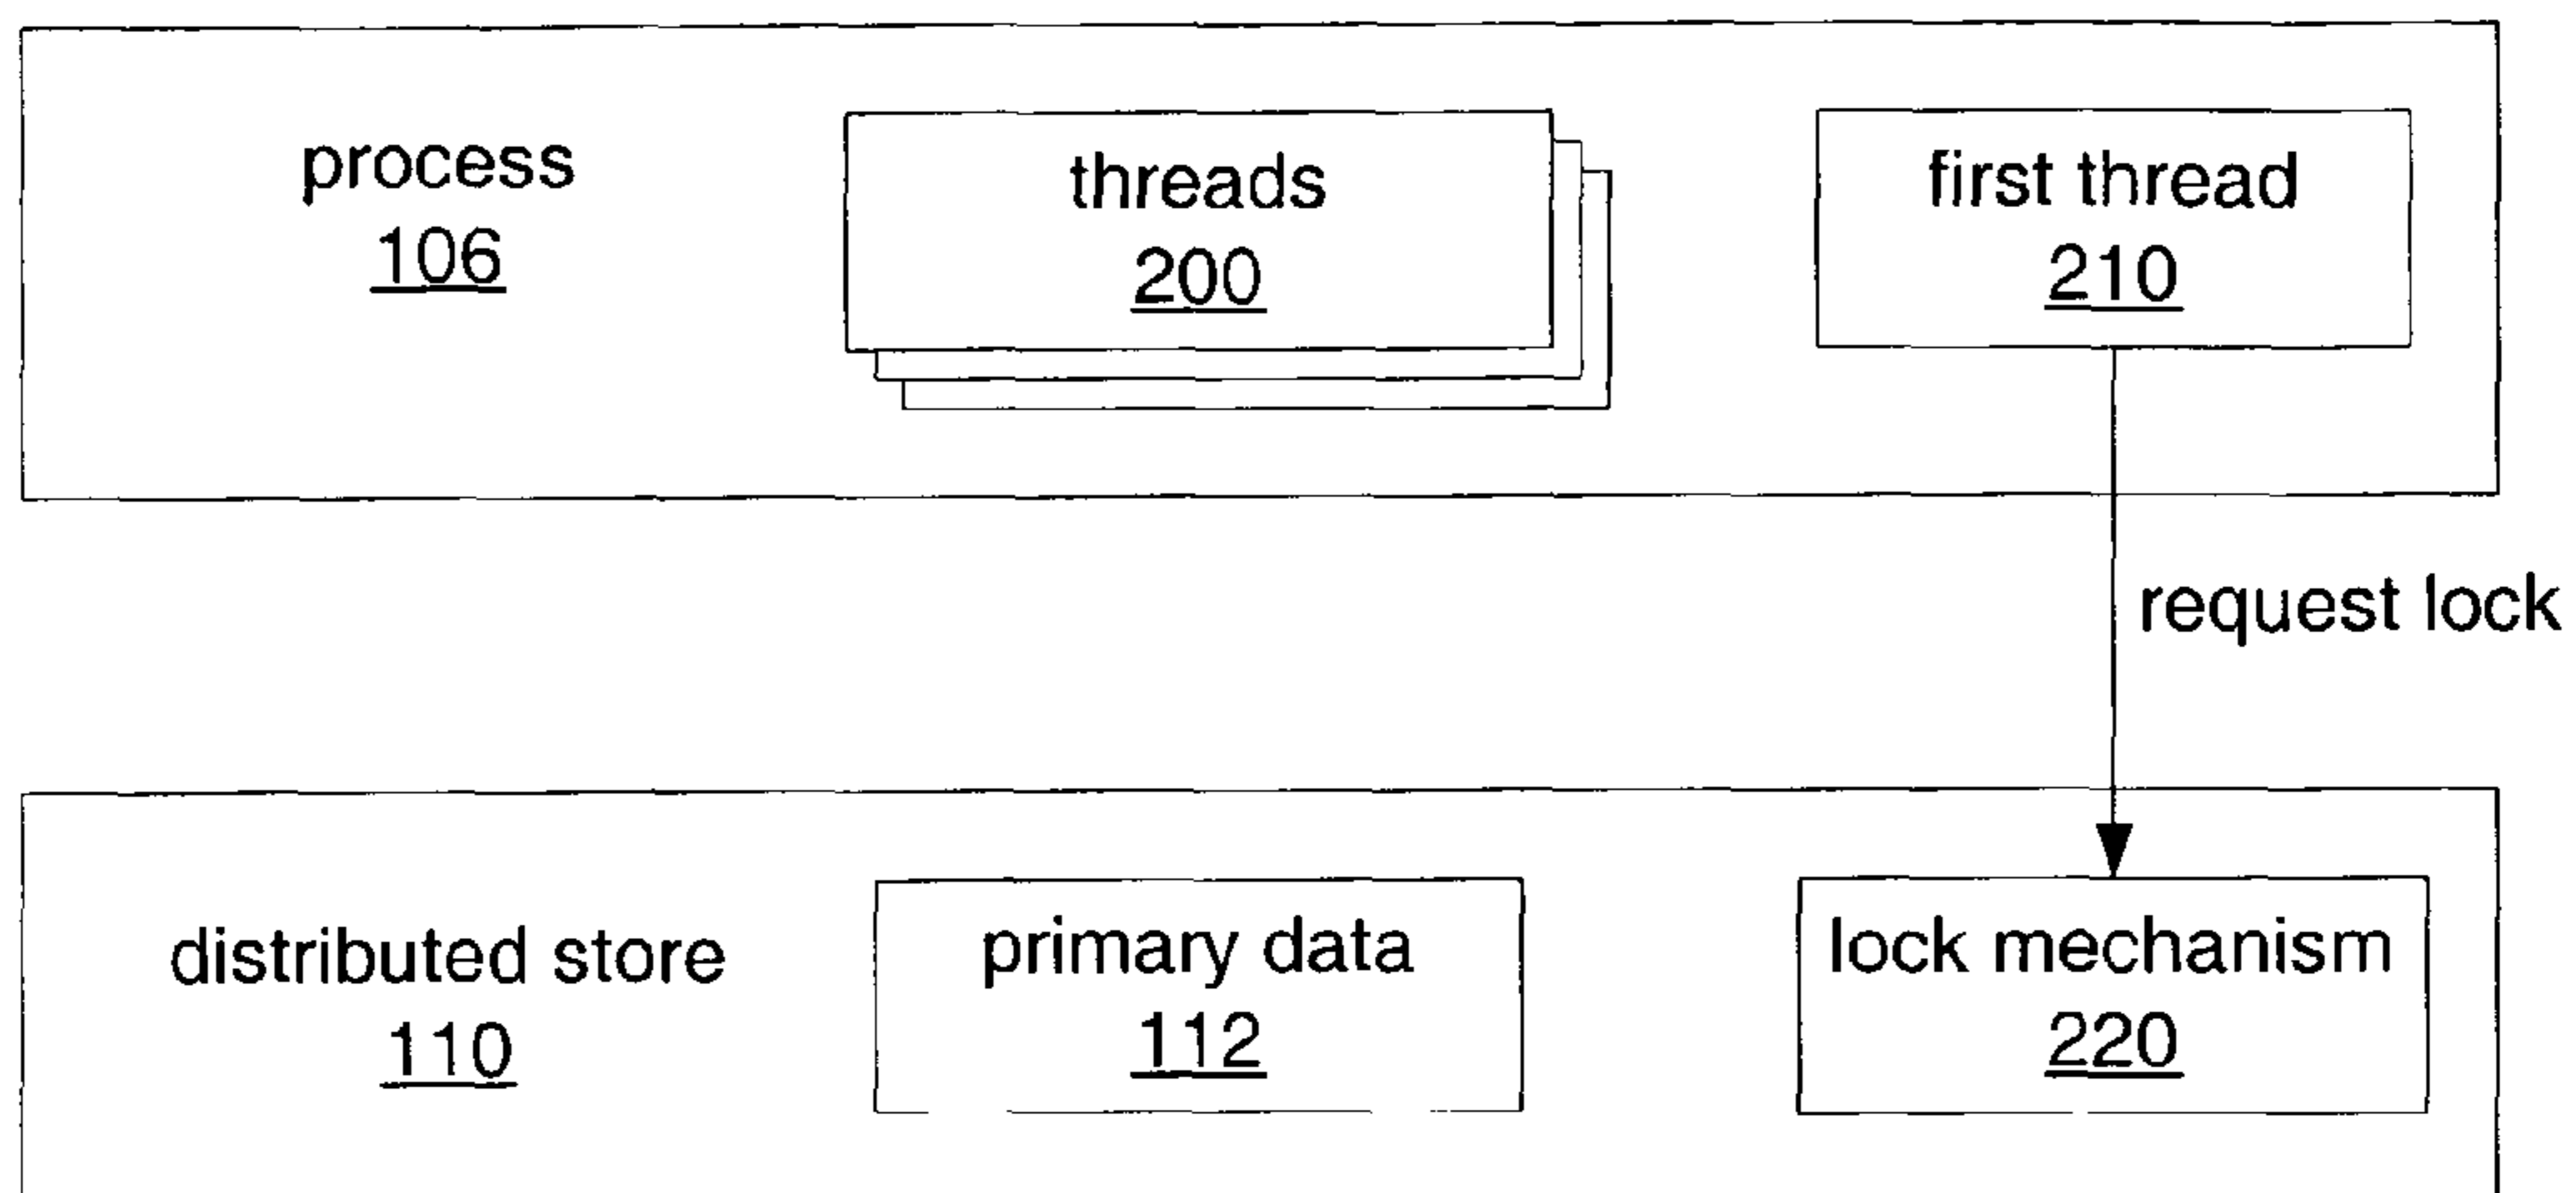 process
106
threads
200
first thread
210
request lock
distributed store
110
primary data
112
lock mechanism
220